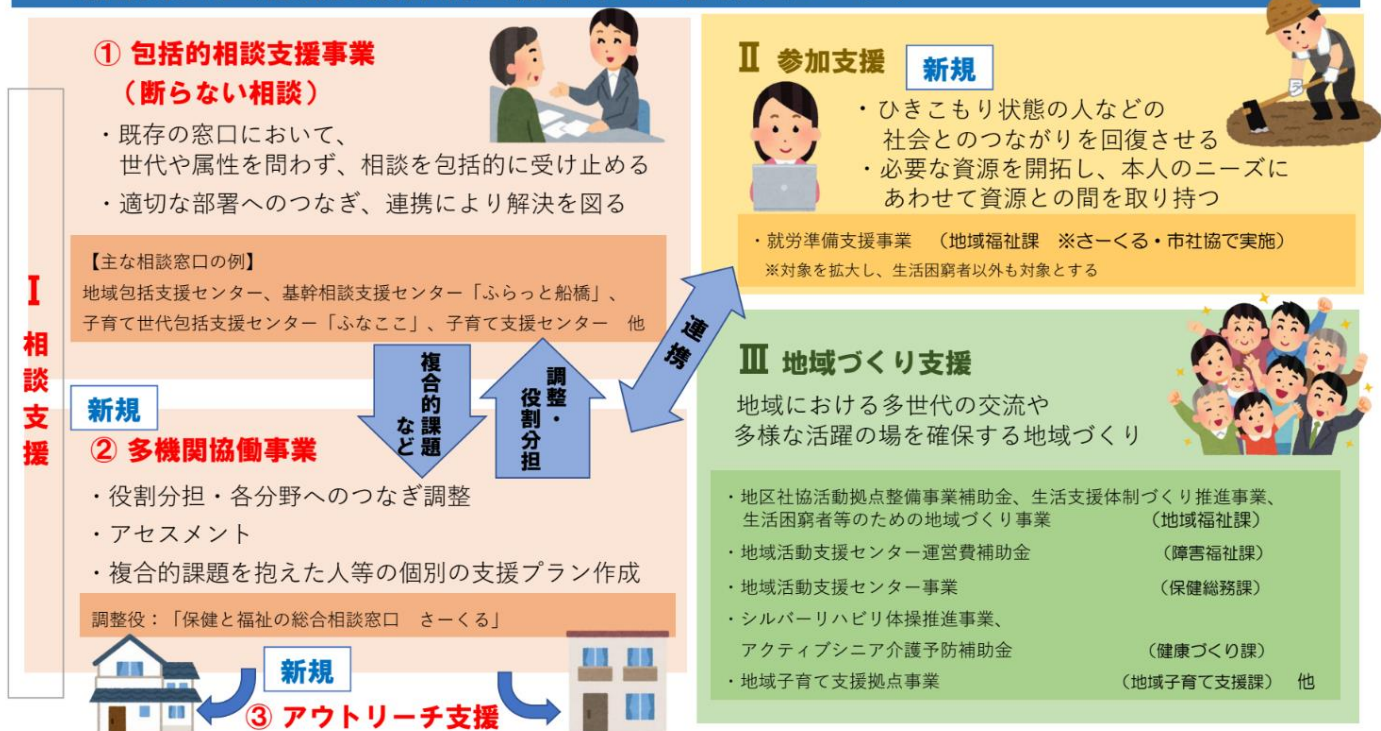 Ⅰ 相談支援
① 包括的相談支援事業
（断らない相談）
・既存の窓口において、
世代や属性を問わず、相談を包括的に受け止める
・適切な部署へのつなぎ、連携により解決を図る
【主な相談窓口の例】
地域包括支援センター、基幹相談支援センター「ふらっと船橋」、
子育て世代包括支援センター「ふなここ」、子育て支援センター　他
複合的課題
など
調整・
役割分担
連携
新規
② 多機関協働事業
・役割分担・各分野へのつなぎ調整
・アセスメント
・複合的課題を抱えた人等の個別の支援プラン作成
調整役：「保健と福祉の総合相談窓口　さーくる」
新規
③ アウトリーチ支援
Ⅱ 参加支援
新規
・ひきこもり状態の人などの
社会とのつながりを回復させる
・必要な資源を開拓し、本人のニーズに
あわせて資源との間を取り持つ
・就労準備支援事業　（地域福祉課　※さーくる・市社協で実施）
※対象を拡大し、生活困窮者以外も対象とする
Ⅲ 地域づくり支援
地域における多世代の交流や
多様な活躍の場を確保する地域づくり
・地区社協活動拠点整備事業補助金、生活支援体制づくり推進事業、
生活困窮者等のための地域づくり事業　（地域福祉課）
・地域活動支援センター運営費補助金　（障害福祉課）
・地域活動支援センター事業　（保健総務課）
・シルバーリハビリ体操推進事業、
アクティブシニア介護予防補助金　（健康づくり課）
・地域子育て支援拠点事業　（地域子育て支援課）　他